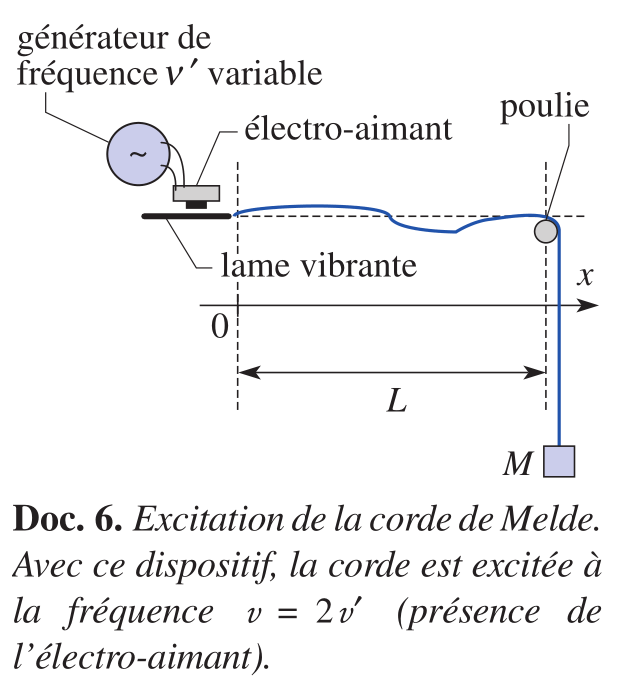 générateur de
fréquence ν′ variable
poulie
électro-aimant
~
lame vibrante
x
0
L
M
Doc. 6. Excitation de la corde de Melde.
Avec ce dispositif, la corde est excitée à
la fréquence ν = 2ν′ (présence de
l’électro-aimant).